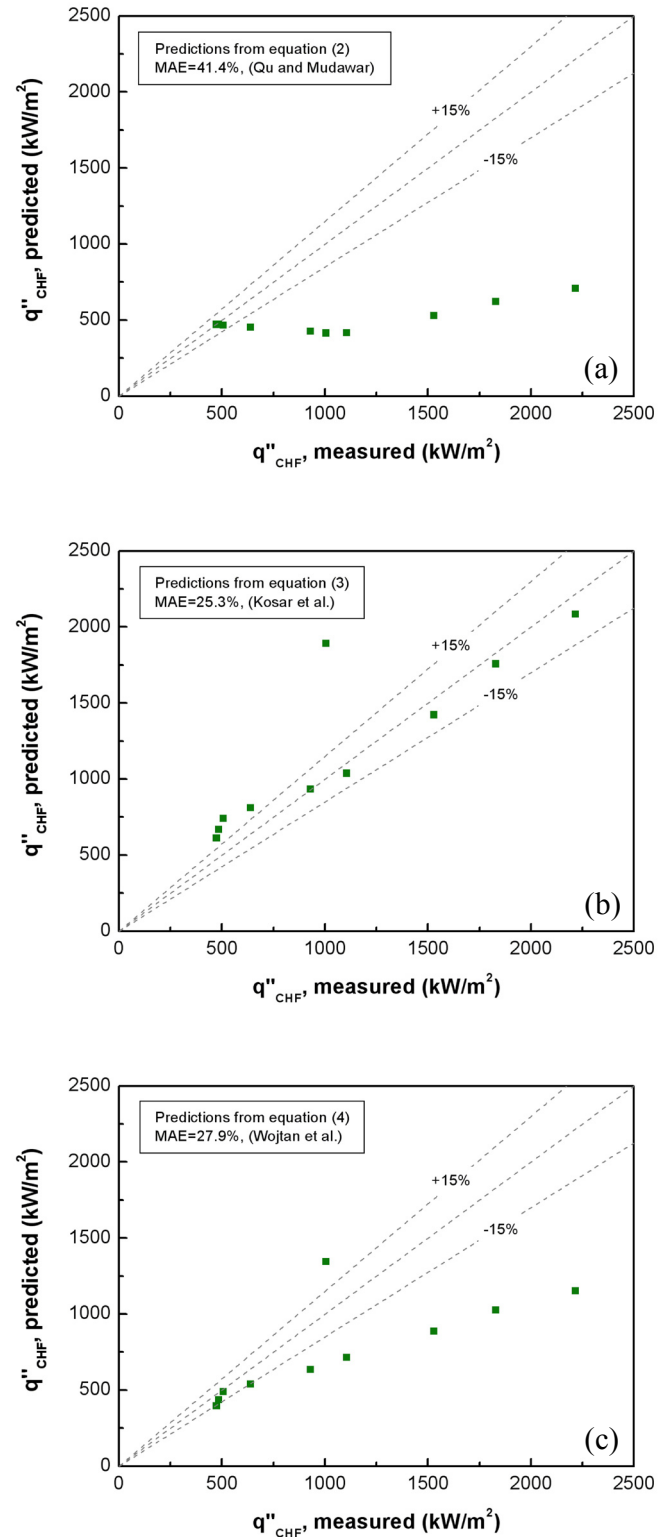 2500
2000
1500
1000
500
0
q''CHF, predicted (kW/m²)
Predictions from equation (2)
MAE=41.4%, (Qu and Mudawar)
+15%
-15%
(a)
0 500 1000 1500 2000 2500
q''CHF, measured (kW/m²)
2500
2000
1500
1000
500
0
q''CHF, predicted (kW/m²)
Predictions from equation (3)
MAE=25.3%, (Kosar et al.)
+15%
-15%
(b)
0 500 1000 1500 2000 2500
q''CHF, measured (kW/m²)
2500
2000
1500
1000
500
0
q''CHF, predicted (kW/m²)
Predictions from equation (4)
MAE=27.9%, (Wojtan et al.)
+15%
-15%
(c)
0 500 1000 1500 2000 2500
q''CHF, measured (kW/m²)